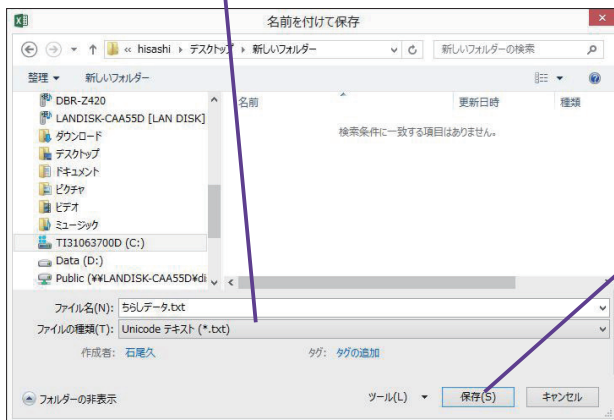 名前を付けて保存
« hisashi ▸ デスクトップ ▸ 新しいフォルダー
新しいフォルダーの検索
整理 ▾
新しいフォルダー
DBR-Z420
LANDISK-CAA55D [LAN DISK]
ダウンロード
デスクトップ
ドキュメント
ピクチャ
ビデオ
ミュージック
TI31063700D (C:)
Data (D:)
Public (¥¥LANDISK-CAA55D¥di
名前
更新日時
種類
検索条件に一致する項目はありません。
ファイル名(N): ちらしデータ.txt
ファイルの種類(T): Unicode テキスト (*.txt)
作成者: 石尾久
タグ: タグの追加
フォルダーの非表示
ツール(L) ▾
保存(S)
キャンセル